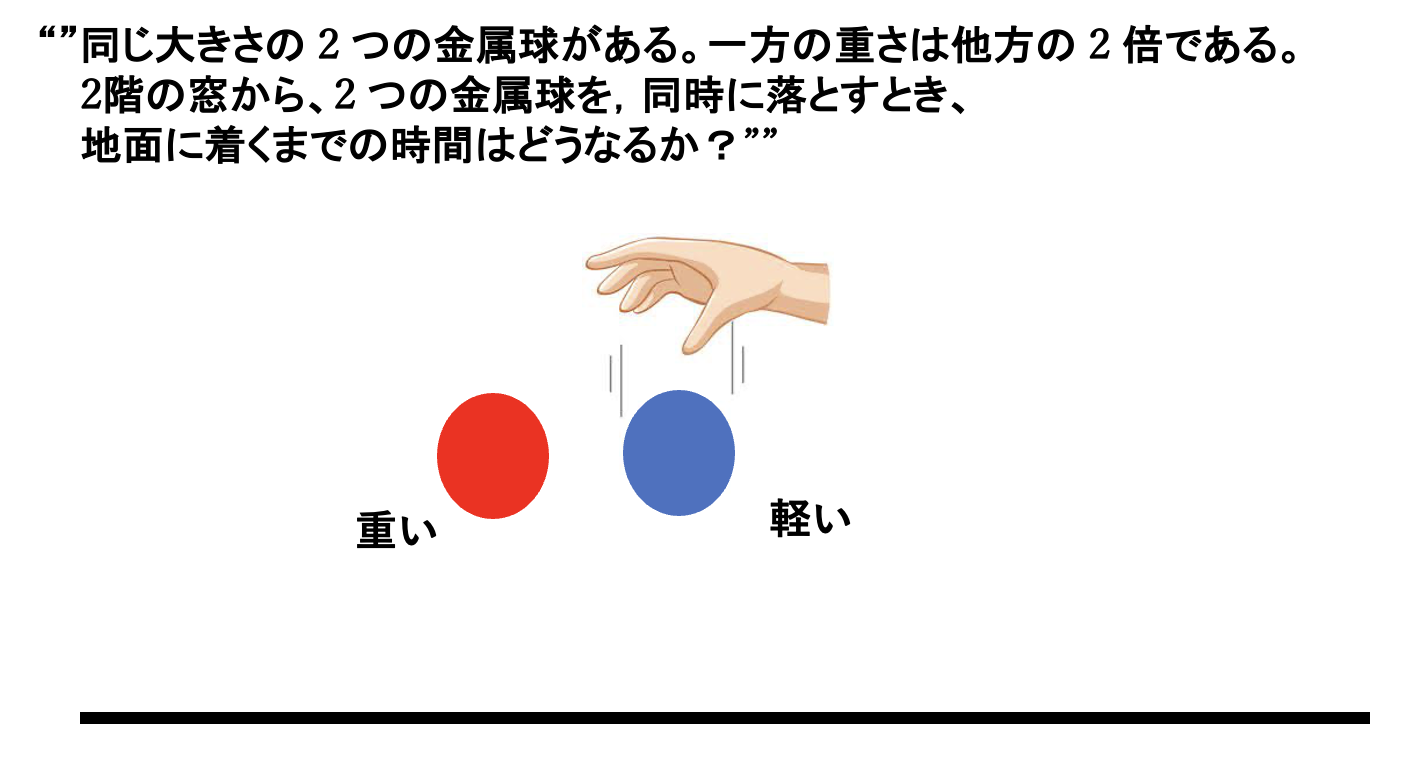 “”同じ大きさの 2 つの金属球がある。一方の重さは他方の 2 倍である。
2階の窓から、2 つの金属球を, 同時に落とすとき、
地面に着くまでの時間はどうなるか？””
重い
軽い